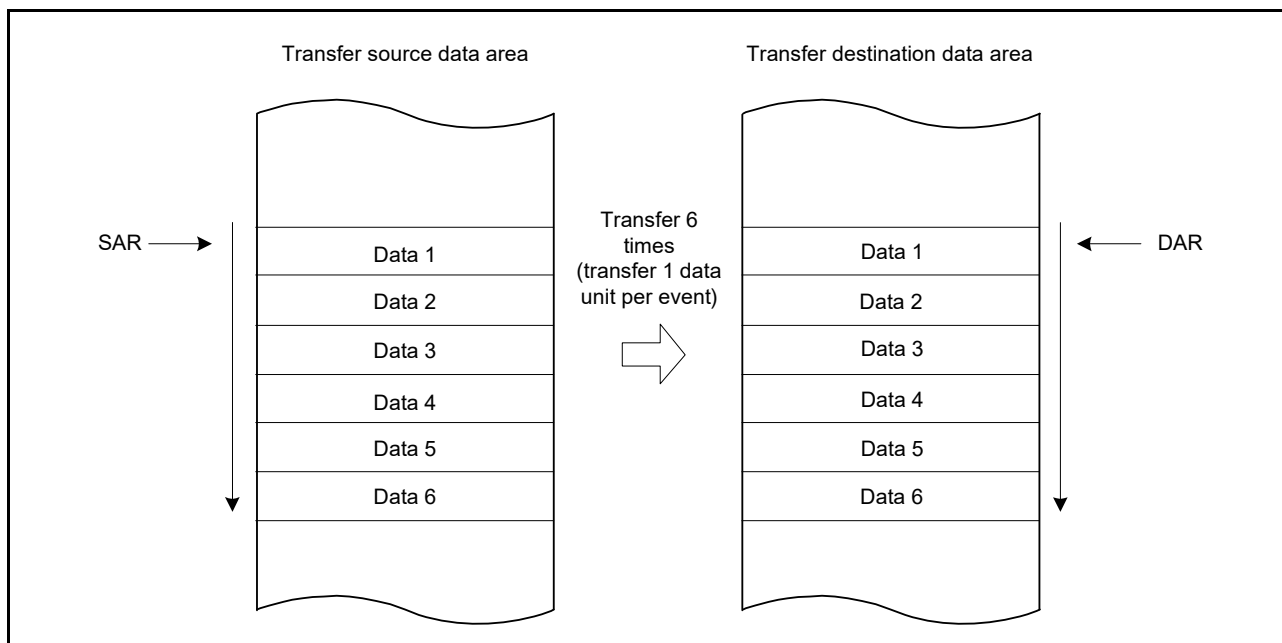 Transfer source data area
Transfer destination data area
SAR
Data 1
Data 2
Data 3
Data 4
Data 5
Data 6
Transfer 6
times
(transfer 1 data
unit per event)
Data 1
Data 2
Data 3
Data 4
Data 5
Data 6
DAR